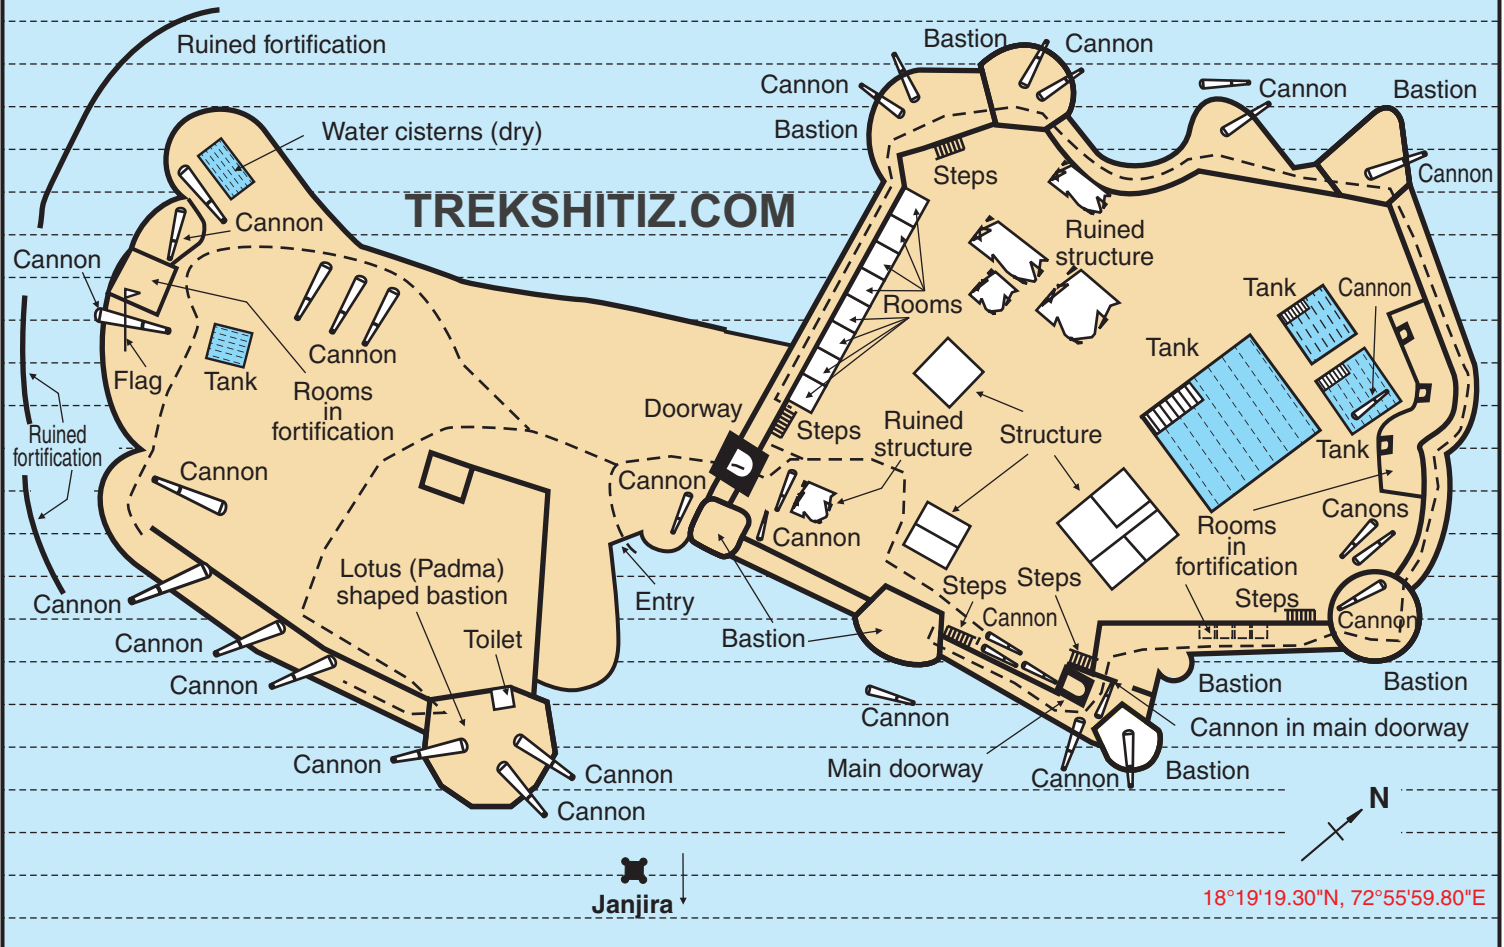 Ruined fortification
Bastion
Cannon
Cannon
Bastion
Cannon
Bastion
Water cisterns (dry)
Steps
Cannon
TREKSHITIZ.COM
Cannon
Ruined
structure
Cannon
Rooms
Tank
Cannon
Tank
Cannon
Flag
Tank
Rooms
in
fortification
Doorway
Steps
Ruined
structure
Structure
Tank
Ruined
fortification
Cannon
Cannon
Cannon
Canons
Rooms
in
fortification
Lotus (Padma)
shaped bastion
Entry
Steps
Steps
Cannon
Steps
Cannon
Cannon
Toilet
Bastion
Cannon
Cannon
Bastion
Bastion
Cannon
Cannon in main doorway
Cannon
Cannon
Main doorway
Cannon
Bastion
Cannon
N
Janjira
18°19'19.30"N, 72°55'59.80"E